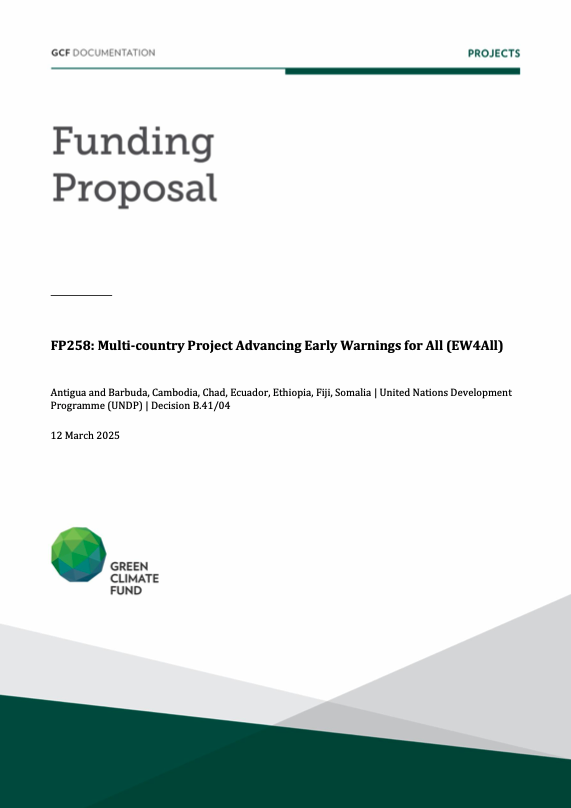 GCF DOCUMENTATION
PROJECTS
Funding
Proposal
FP258: Multi-country Project Advancing Early Warnings for All (EW4All)
Antigua and Barbuda, Cambodia, Chad, Ecuador, Ethiopia, Fiji, Somalia | United Nations Development
Programme (UNDP) | Decision B.41/04
12 March 2025
GREEN
CLIMATE
FUND